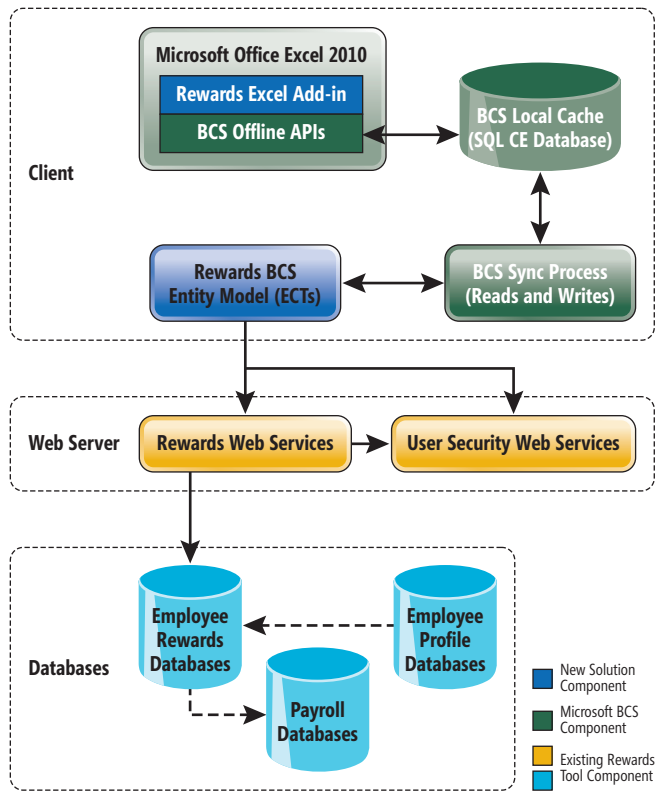 Microsoft Office Excel 2010
Rewards Excel Add-in
BCS Offline APIs
BCS Local Cache
(SQL CE Database)
Client
Rewards BCS
Entity Model (ECTs)
BCS Sync Process
(Reads and Writes)
Web Server
Rewards Web Services
User Security Web Services
Employee
Rewards
Databases
Employee
Profile
Databases
Databases
Payroll
Databases
New Solution
Component
Microsoft BCS
Component
Existing Rewards
Tool Component